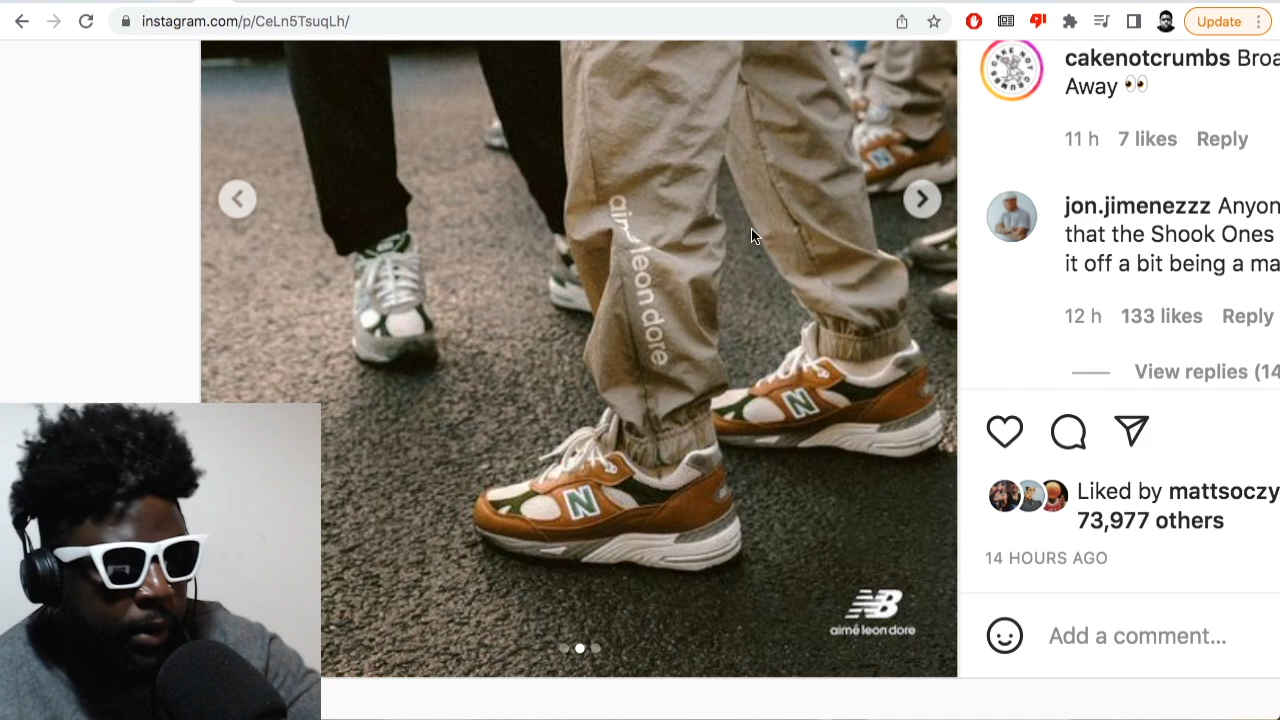 instagram.com/p/CeLn5TsuqLh/
Update
cakenotcrumbs Broa
Away 👀
11 h 7 likes Reply
jon.jimenezzz Anyon
that the Shook Ones
it off a bit being a ma
12 h 133 likes Reply
View replies (14
Liked by mattsoczy
73,977 others
14 HOURS AGO
Add a comment...
aimé leon dore
N
N
N
NB
aimé leon dore